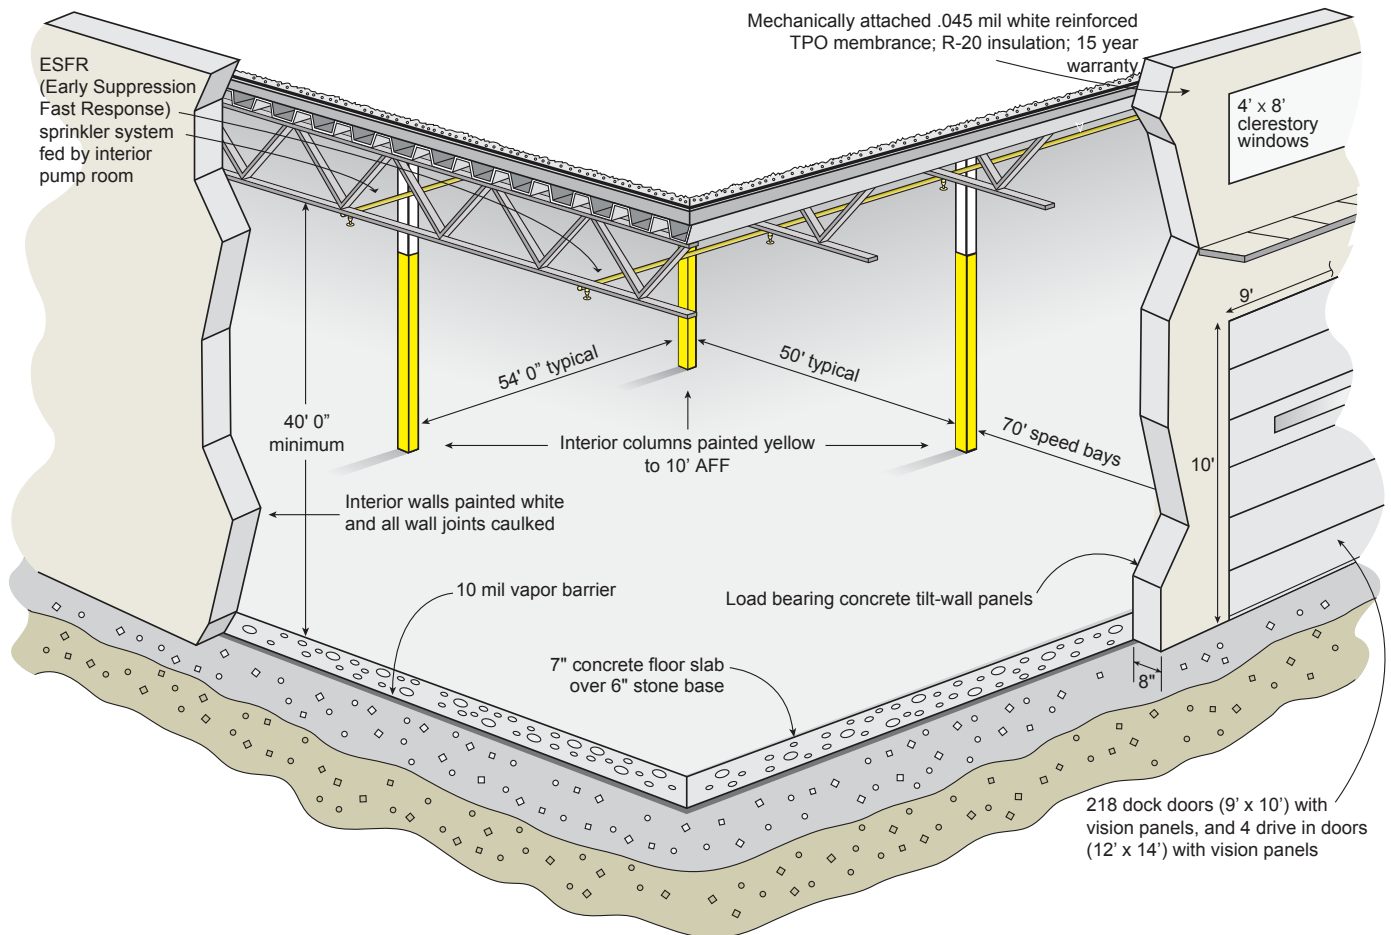 Mechanically attached .045 mil white reinforced
TPO membrance; R-20 insulation; 15 year
warranty
ESFR
(Early Suppression
Fast Response)
sprinkler system
fed by interior
pump room
4’ x 8’
clerestory
windows
9'
54' 0” typical
50' typical
40' 0”
minimum
Interior columns painted yellow
to 10’ AFF
70' speed bays
10'
Interior walls painted white
and all wall joints caulked
10 mil vapor barrier
Load bearing concrete tilt-wall panels
7" concrete floor slab
over 6" stone base
8"
218 dock doors (9’ x 10’) with
vision panels, and 4 drive in doors
(12’ x 14’) with vision panels